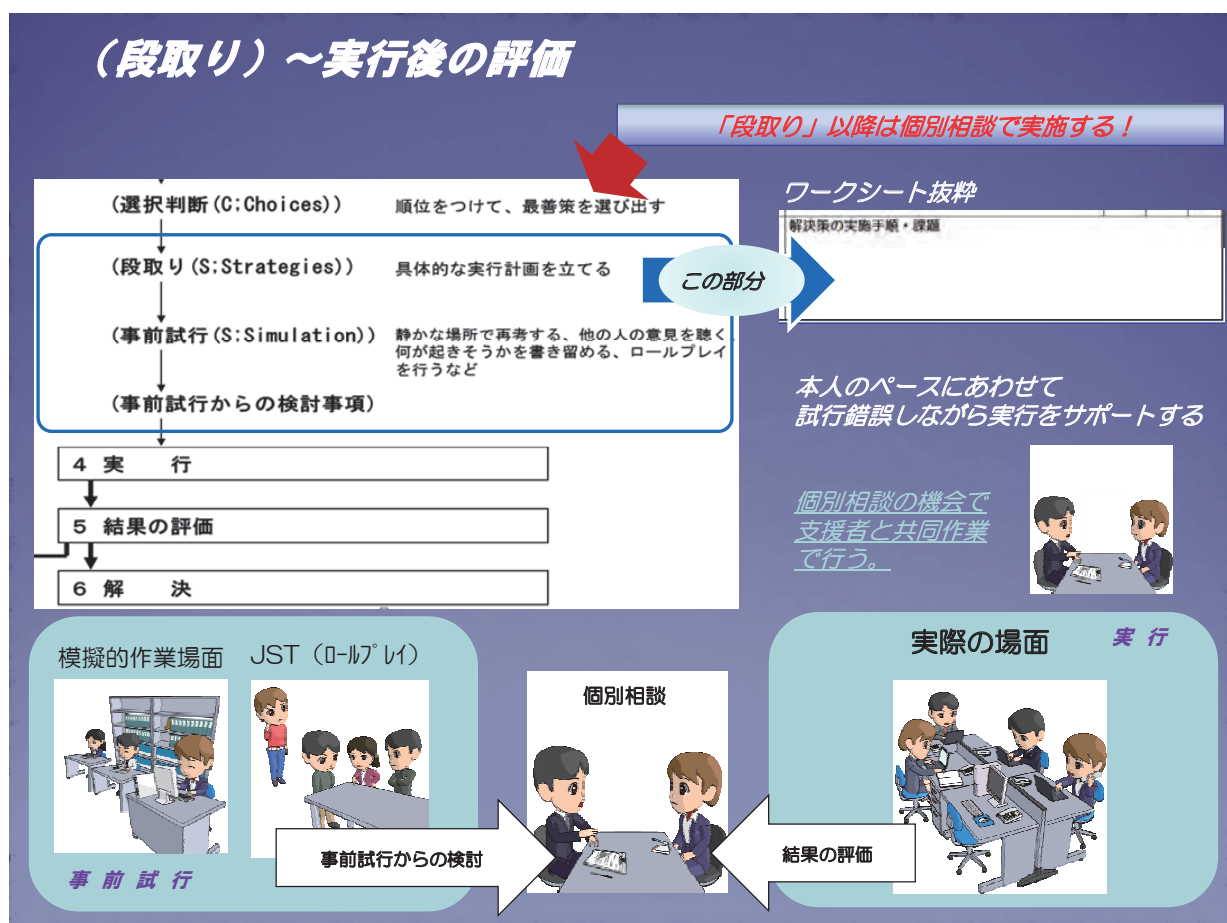 （段取り）～実行後の評価
「段取り」以降は個別相談で実施する！
(選択判断(C:Choices))　順位をつけて、最善策を選び出す
(段取り(S:Strategies))　具体的な実行計画を立てる
(事前試行(S:Simulation))　静かな場所で再考する、他の人の意見を聴く、
何が起きそうかを書き留める、ロールプレイ
を行うなど
(事前試行からの検討事項)
4 実　行
5 結果の評価
6 解　決
この部分
ワークシート抜粋
解決策の実施手順・課題
本人のペースにあわせて
試行錯誤しながら実行をサポートする
個別相談の機会で
支援者と共同作業
で行う。
模擬的作業場面
JST（ﾛｰﾙﾌﾟﾚｲ）
事前試行
事前試行からの検討
個別相談
結果の評価
実際の場面
実行